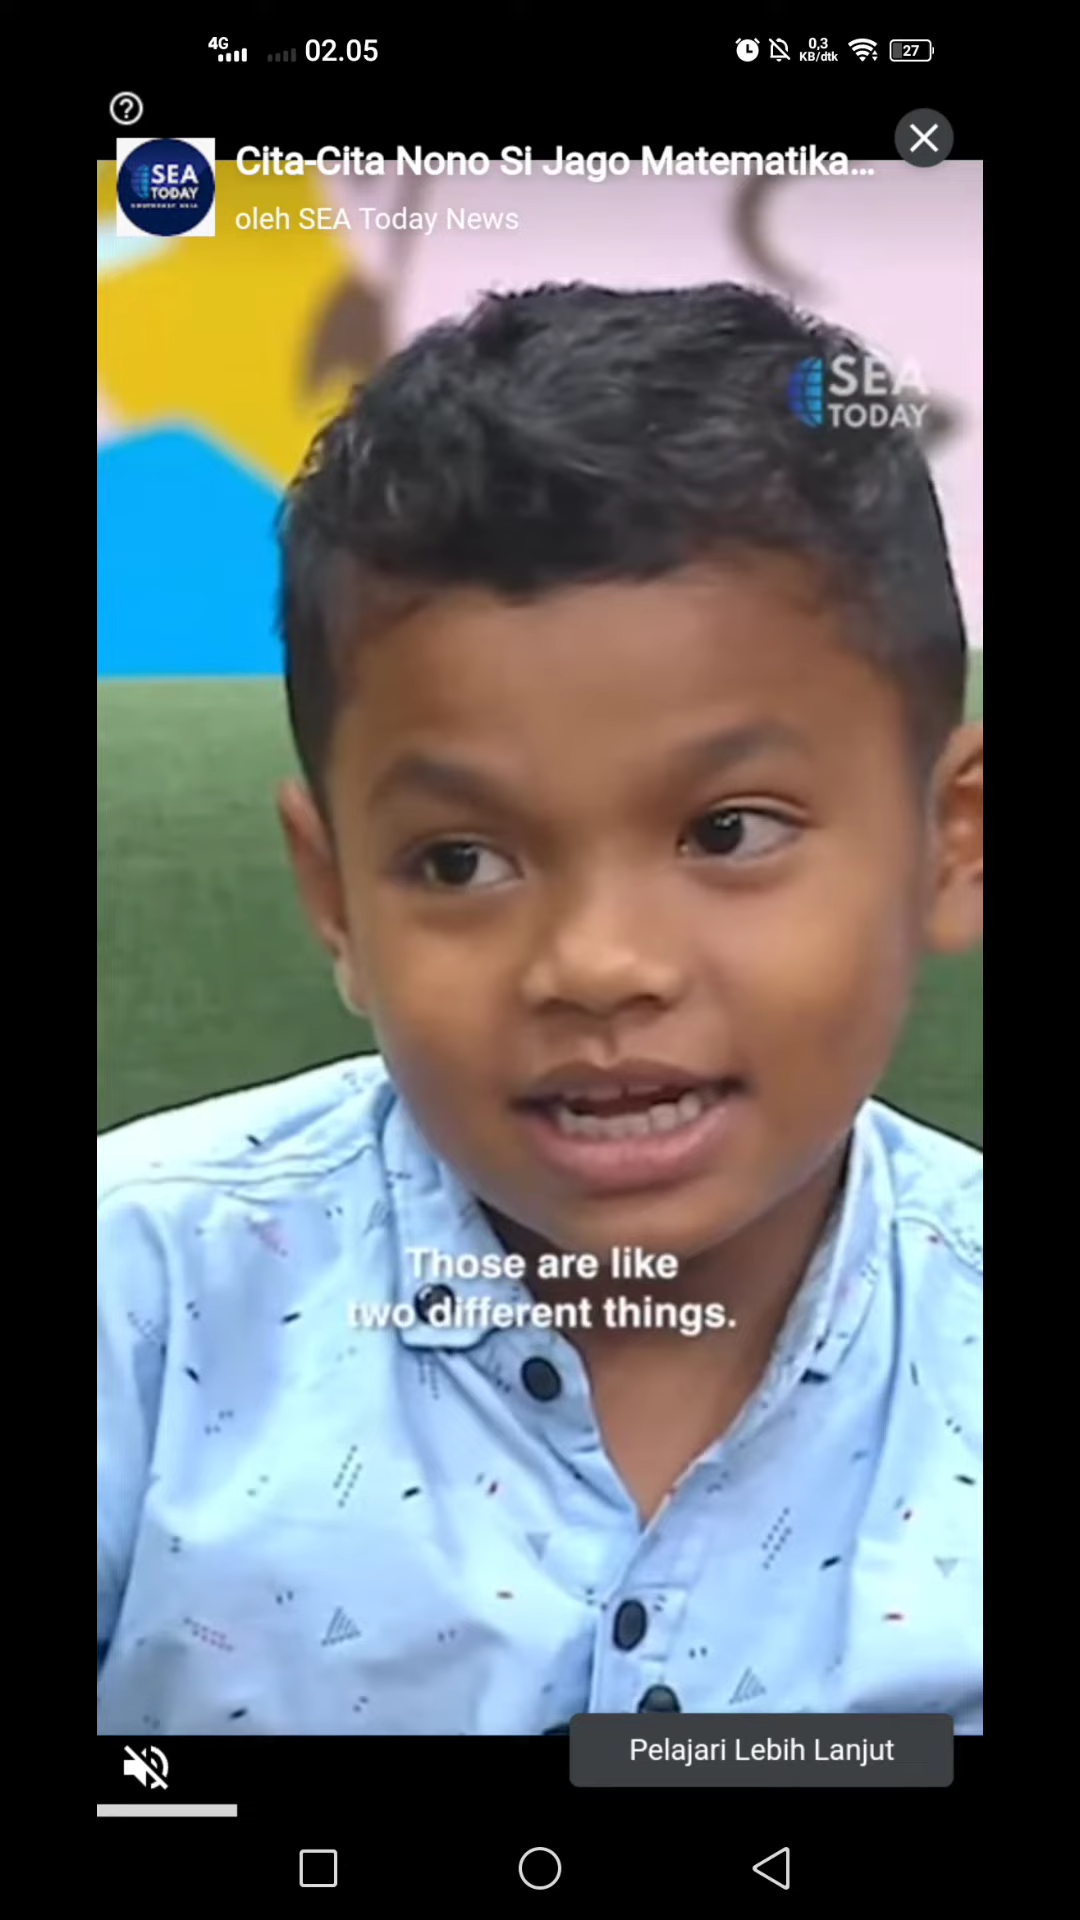 4G 02.05 0,3 KB/dtk 27
SEA TODAY
Cita-Cita Nono Si Jago Matematika...
oleh SEA Today News
SEA
TODAY
Those are like
two different things.
Pelajari Lebih Lanjut